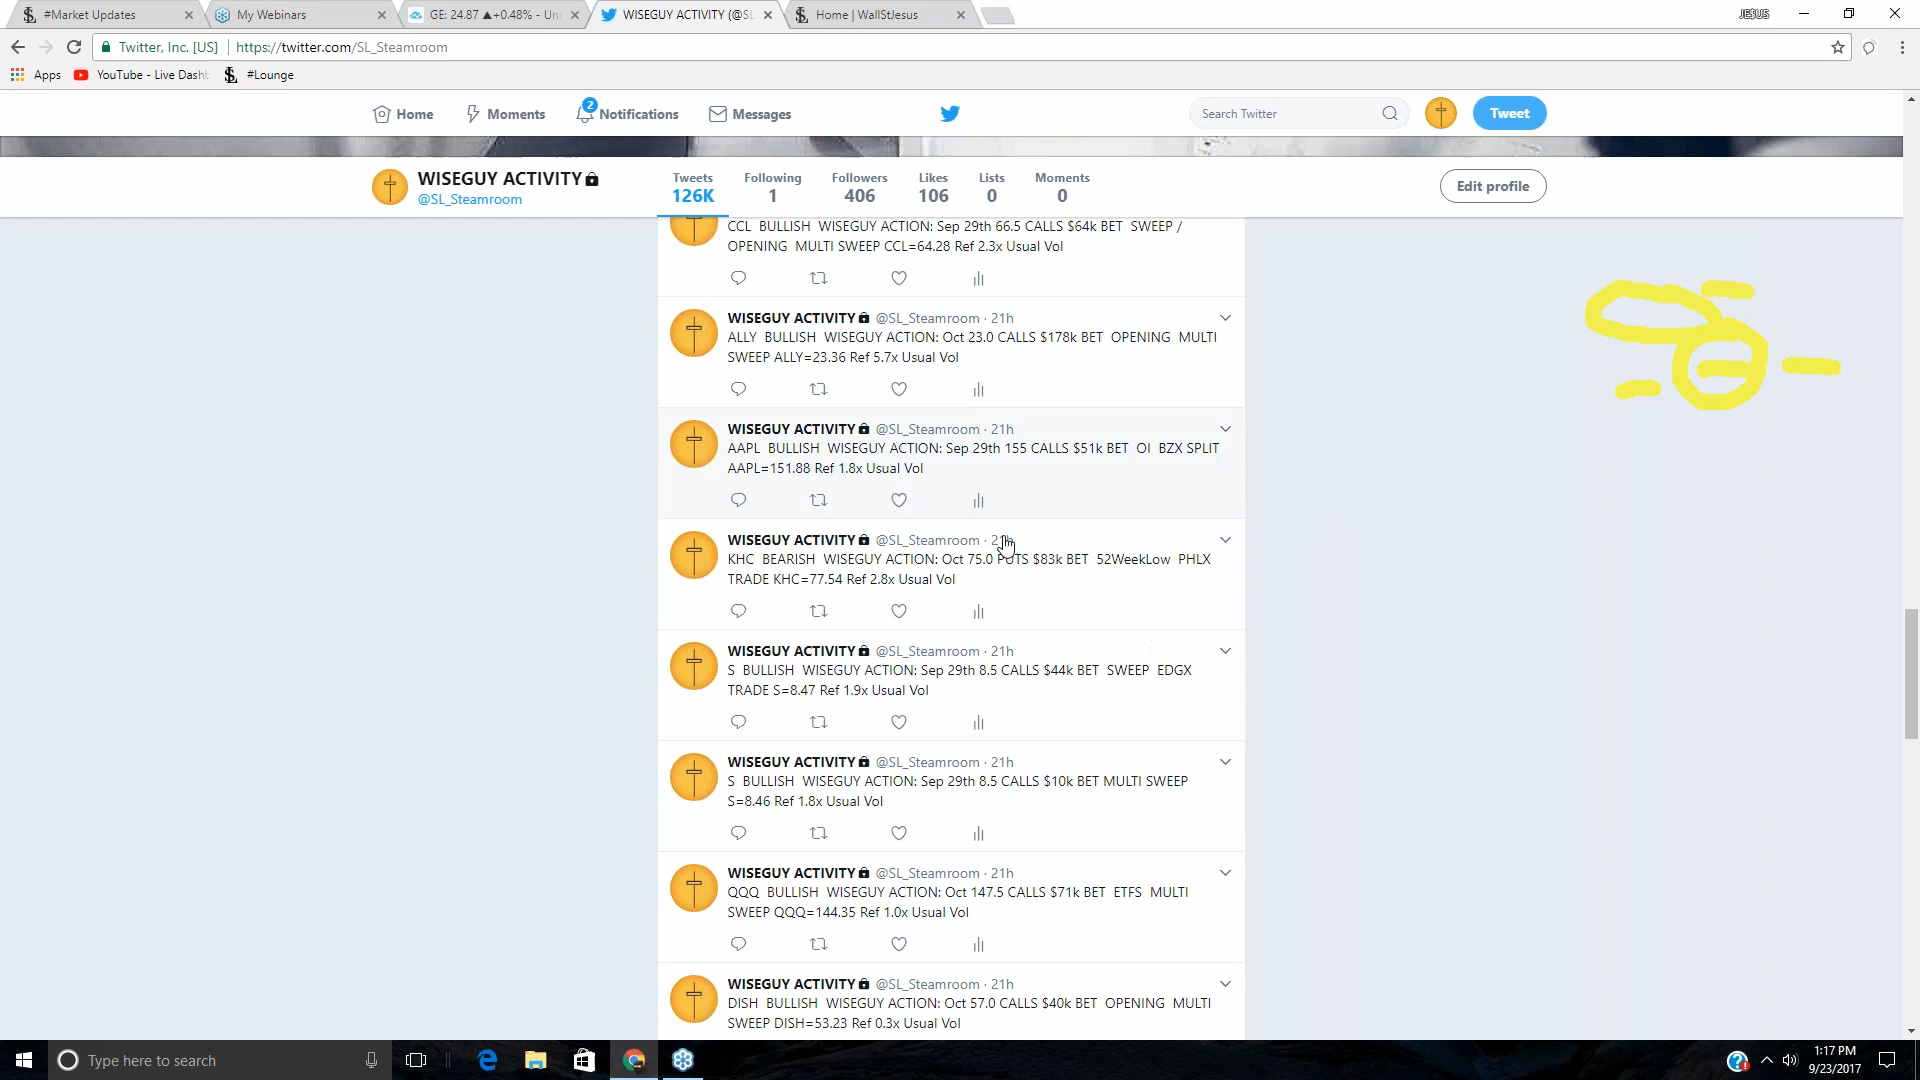 #Market Updates
My Webinars
GE: 24.87 ▲+0.48% - Un
WISEGUY ACTIVITY (@SL
Home | WallStJesus
JE$US
Twitter, Inc. [US] https://twitter.com/SL_Steamroom
Apps YouTube - Live Dash #Lounge
Home Moments 2 Notifications Messages Search Twitter Tweet
WISEGUY ACTIVITY
@SL_Steamroom
Tweets Following Followers Likes Lists Moments
126K 1 406 106 0 0
Edit profile
CCL BULLISH WISEGUY ACTION: Sep 29th 66.5 CALLS $64k BET SWEEP /
OPENING MULTI SWEEP CCL=64.28 Ref 2.3x Usual Vol
WISEGUY ACTIVITY @SL_Steamroom · 21h
ALLY BULLISH WISEGUY ACTION: Oct 23.0 CALLS $178k BET OPENING MULTI
SWEEP ALLY=23.36 Ref 5.7x Usual Vol
WISEGUY ACTIVITY @SL_Steamroom · 21h
AAPL BULLISH WISEGUY ACTION: Sep 29th 155 CALLS $51k BET OI BZX SPLIT
AAPL=151.88 Ref 1.8x Usual Vol
WISEGUY ACTIVITY @SL_Steamroom · 21h
KHC BEARISH WISEGUY ACTION: Oct 75.0 PUTS $83k BET 52WeekLow PHLX
TRADE KHC=77.54 Ref 2.8x Usual Vol
WISEGUY ACTIVITY @SL_Steamroom · 21h
S BULLISH WISEGUY ACTION: Sep 29th 8.5 CALLS $44k BET SWEEP EDGX
TRADE S=8.47 Ref 1.9x Usual Vol
WISEGUY ACTIVITY @SL_Steamroom · 21h
S BULLISH WISEGUY ACTION: Sep 29th 8.5 CALLS $10k BET MULTI SWEEP
S=8.46 Ref 1.8x Usual Vol
WISEGUY ACTIVITY @SL_Steamroom · 21h
QQQ BULLISH WISEGUY ACTION: Oct 147.5 CALLS $71k BET ETFS MULTI
SWEEP QQQ=144.35 Ref 1.0x Usual Vol
WISEGUY ACTIVITY @SL_Steamroom · 21h
DISH BULLISH WISEGUY ACTION: Oct 57.0 CALLS $40k BET OPENING MULTI
SWEEP DISH=53.23 Ref 0.3x Usual Vol
Type here to search
1:17 PM
9/23/2017